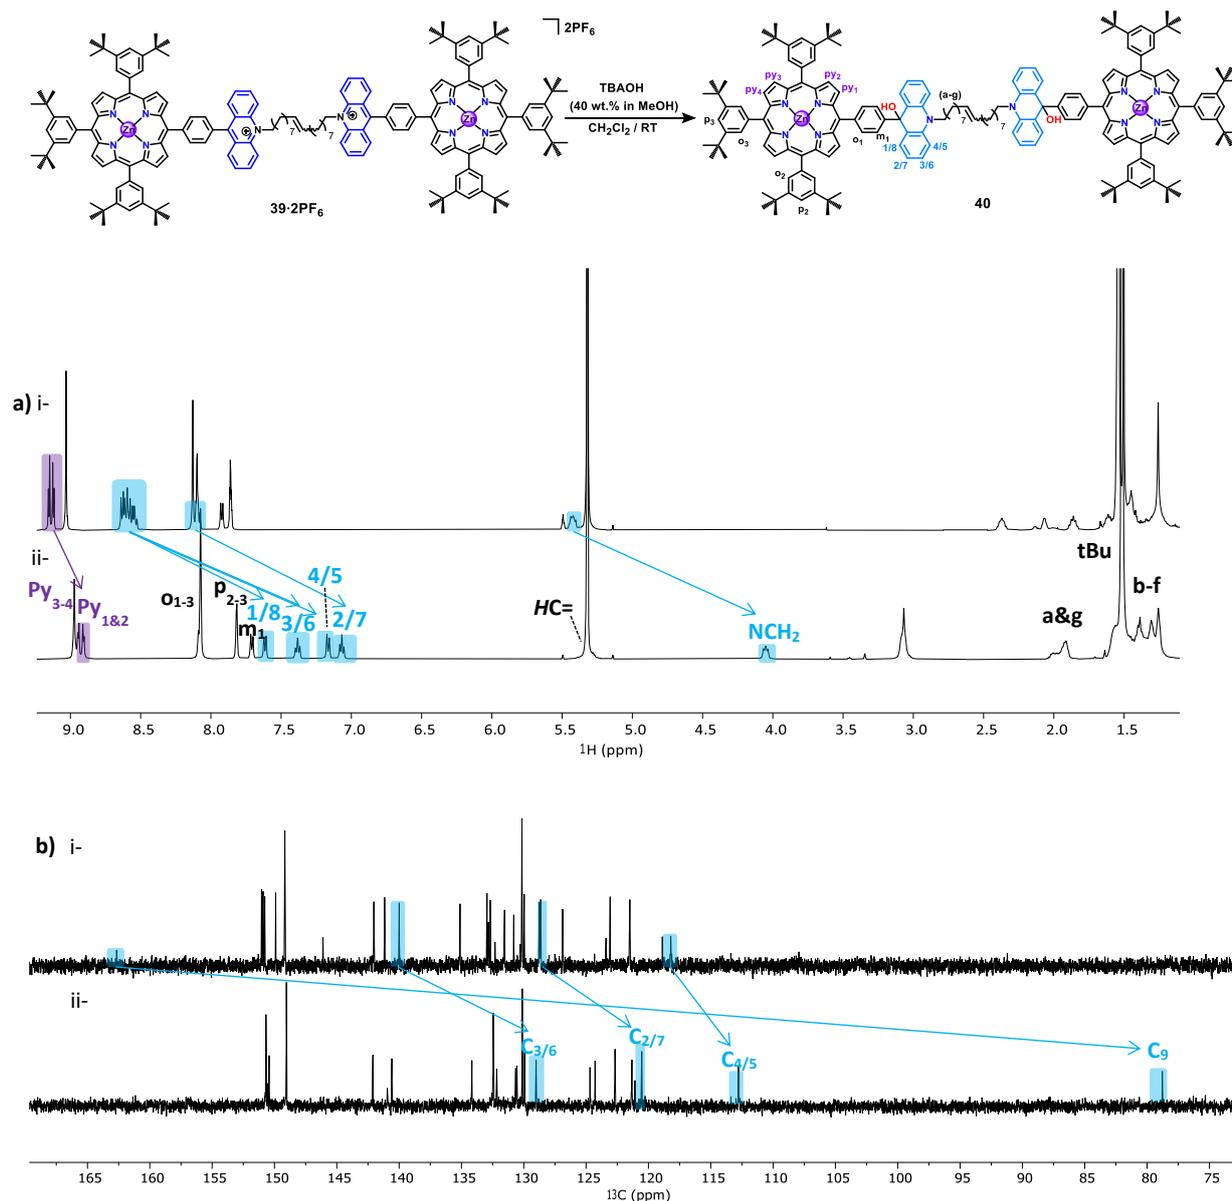 2PF₆
TBAOH
(40 wt.% in MeOH)
CH₂Cl₂ / RT
Zn
N N N N
N
7
7
N
Zn
N N N N
39·2PF₆
py₃ py₂
py₄ py₁
Zn
N N N N
p₃
o₃
o₂
p₂
o₁
m₁
HO
1/8
2/7
3/6
4/5
N
(a-g)
7
7
N
OH
Zn
N N N N
40
a) i-
ii-
Py₃₋₄
Py₁&₂
o₁₋₃
p₂₋₃
m₁
1/8
3/6
4/5
2/7
HC=
NCH₂
tBu
a&g
b-f
9.0 8.5 8.0 7.5 7.0 6.5 6.0 5.5 5.0 4.5 4.0 3.5 3.0 2.5 2.0 1.5
¹H (ppm)
b) i-
ii-
C₃/₆
C₂/₇
C₄/₅
C₉
165 160 155 150 145 140 135 130 125 120 115 110 105 100 95 90 85 80 75
¹³C (ppm)